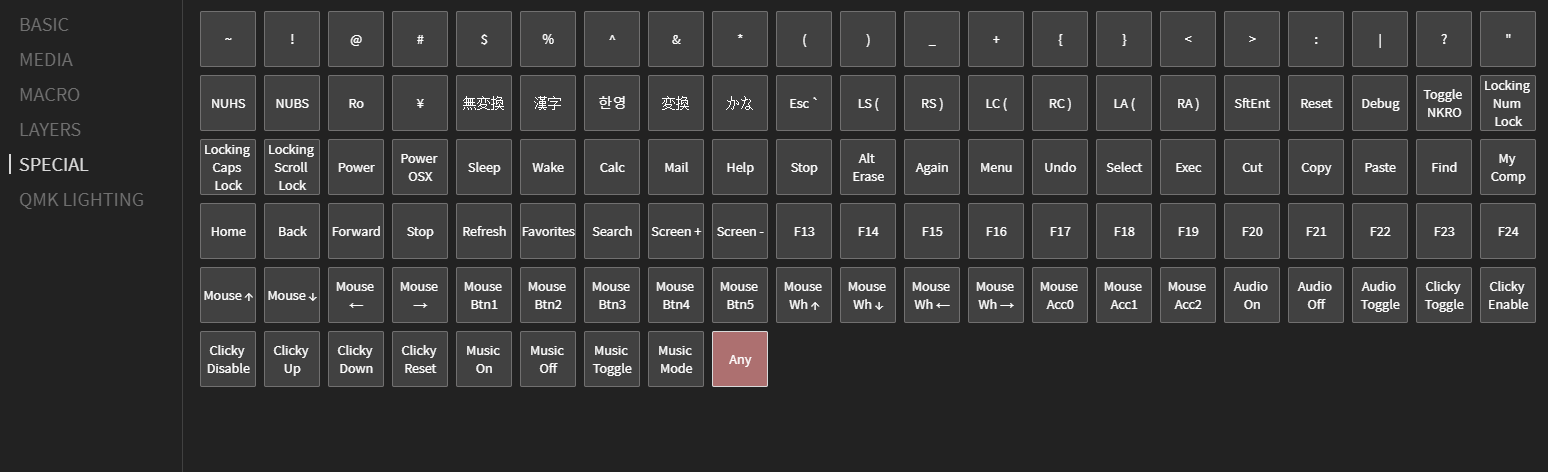 BASIC
MEDIA
MACRO
LAYERS
SPECIAL
QMK LIGHTING
~ ! @ # $ % ^ & * ( ) _ + { } < > : | ? "
NUHS NUBS Ro ¥ 無変換 漢字 한영 変換 かな Esc ` LS ( RS ) LC ( RC ) LA ( RA ) SftEnt Reset Debug Toggle NKRO Locking Num Lock
Locking Caps Lock Locking Scroll Lock Power Power OSX Sleep Wake Calc Mail Help Stop Alt Erase Again Menu Undo Select Exec Cut Copy Paste Find My Comp
Home Back Forward Stop Refresh Favorites Search Screen + Screen - F13 F14 F15 F16 F17 F18 F19 F20 F21 F22 F23 F24
Mouse ↑ Mouse ↓ Mouse ← Mouse → Mouse Btn1 Mouse Btn2 Mouse Btn3 Mouse Btn4 Mouse Btn5 Mouse Wh ↑ Mouse Wh ↓ Mouse Wh ← Mouse Wh → Mouse Acc0 Mouse Acc1 Mouse Acc2 Audio On Audio Off Audio Toggle Clicky Toggle Clicky Enable
Clicky Disable Clicky Up Clicky Down Clicky Reset Music On Music Off Music Toggle Music Mode Any